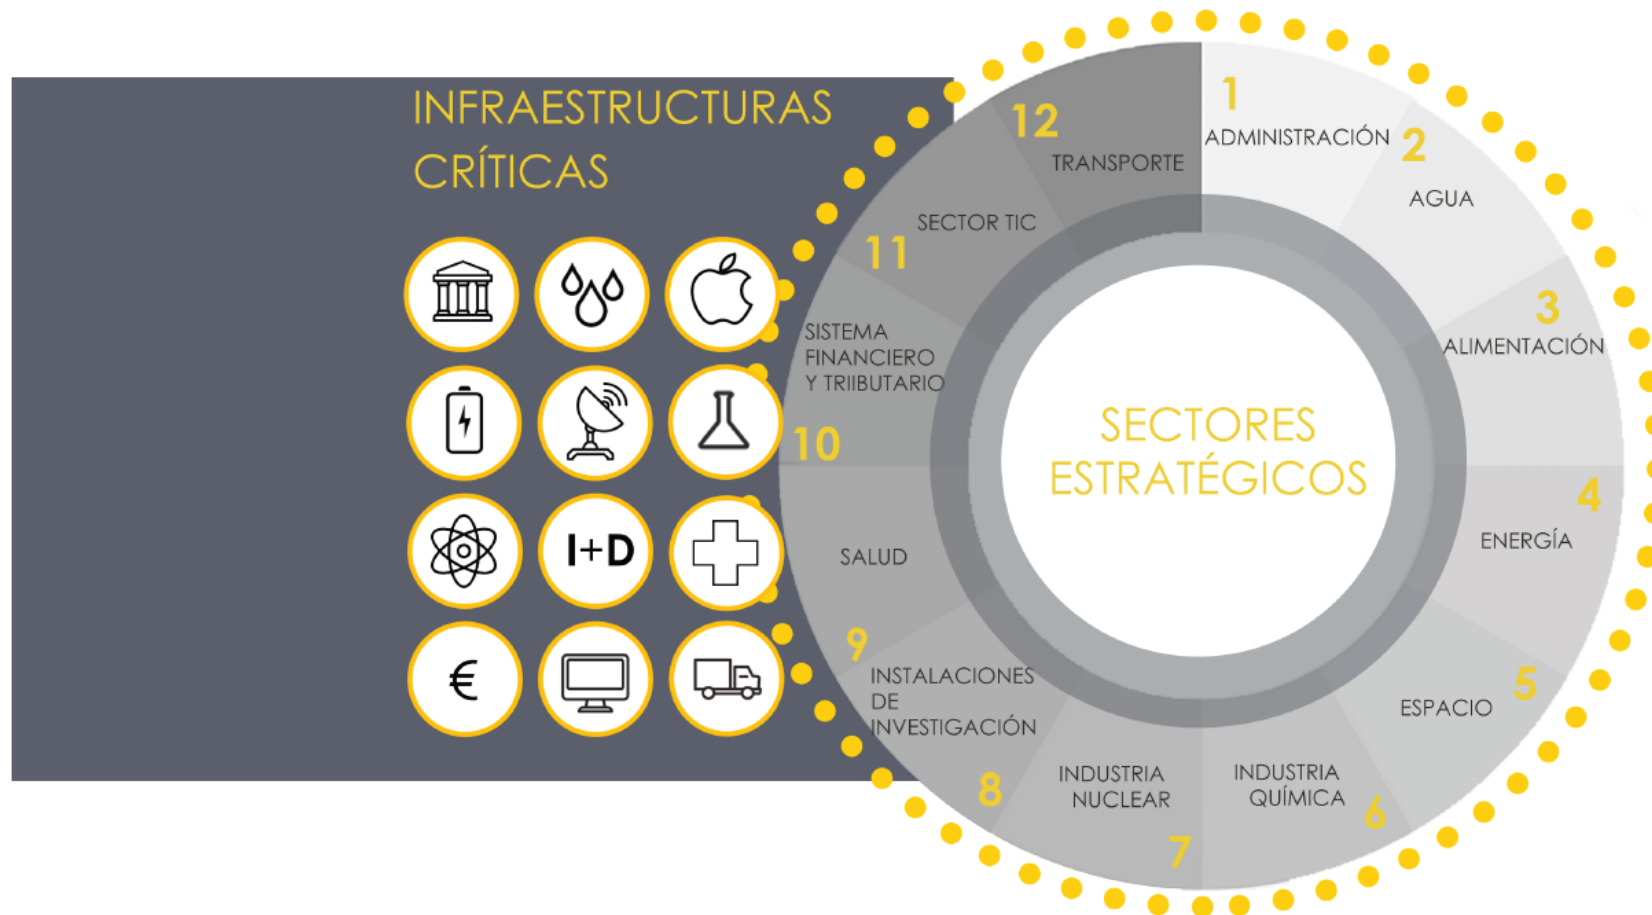 INFRAESTRUCTURAS
CRÍTICAS
I+D
€
1
ADMINISTRACIÓN
2
AGUA
3
ALIMENTACIÓN
4
ENERGÍA
5
ESPACIO
6
INDUSTRIA
QUÍMICA
7
INDUSTRIA
NUCLEAR
8
INSTALACIONES
DE
INVESTIGACIÓN
9
SALUD
10
SISTEMA
FINANCIERO
Y TRIIBUTARIO
11
SECTOR TIC
12
TRANSPORTE
SECTORES
ESTRATÉGICOS